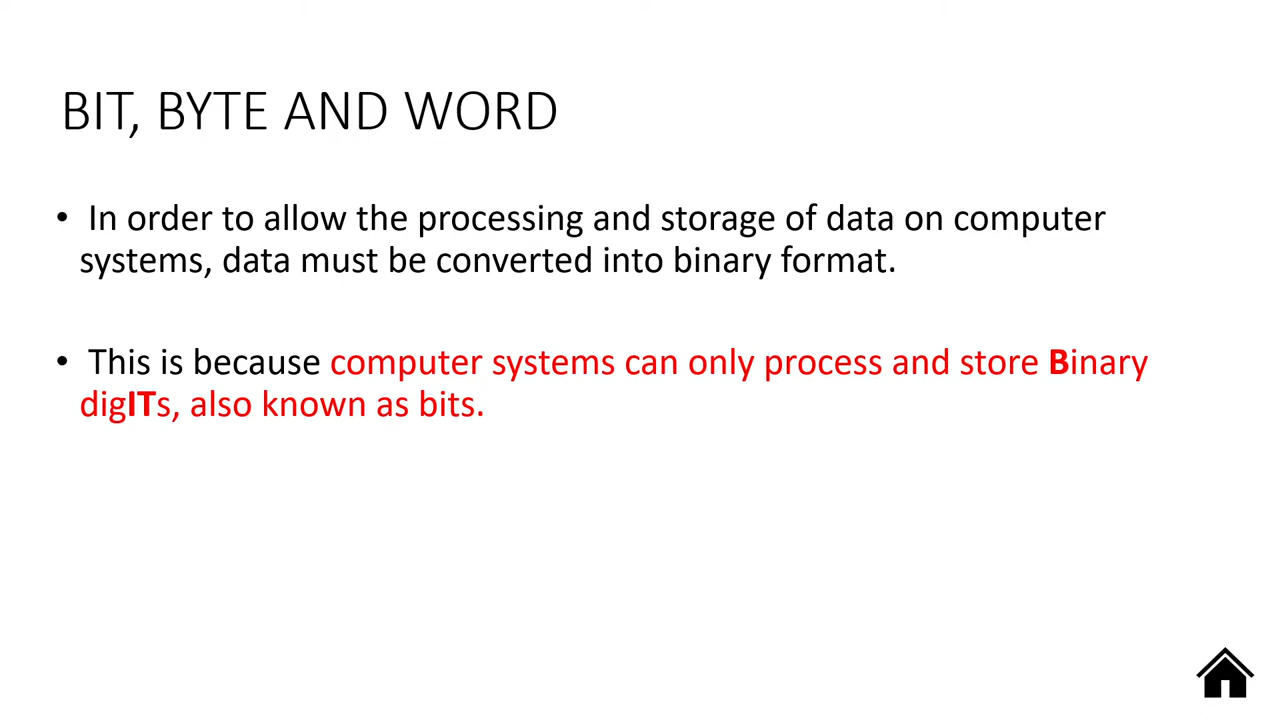 BIT, BYTE AND WORD
• In order to allow the processing and storage of data on computer
systems, data must be converted into binary format.
• This is because computer systems can only process and store Binary
digITs, also known as bits.